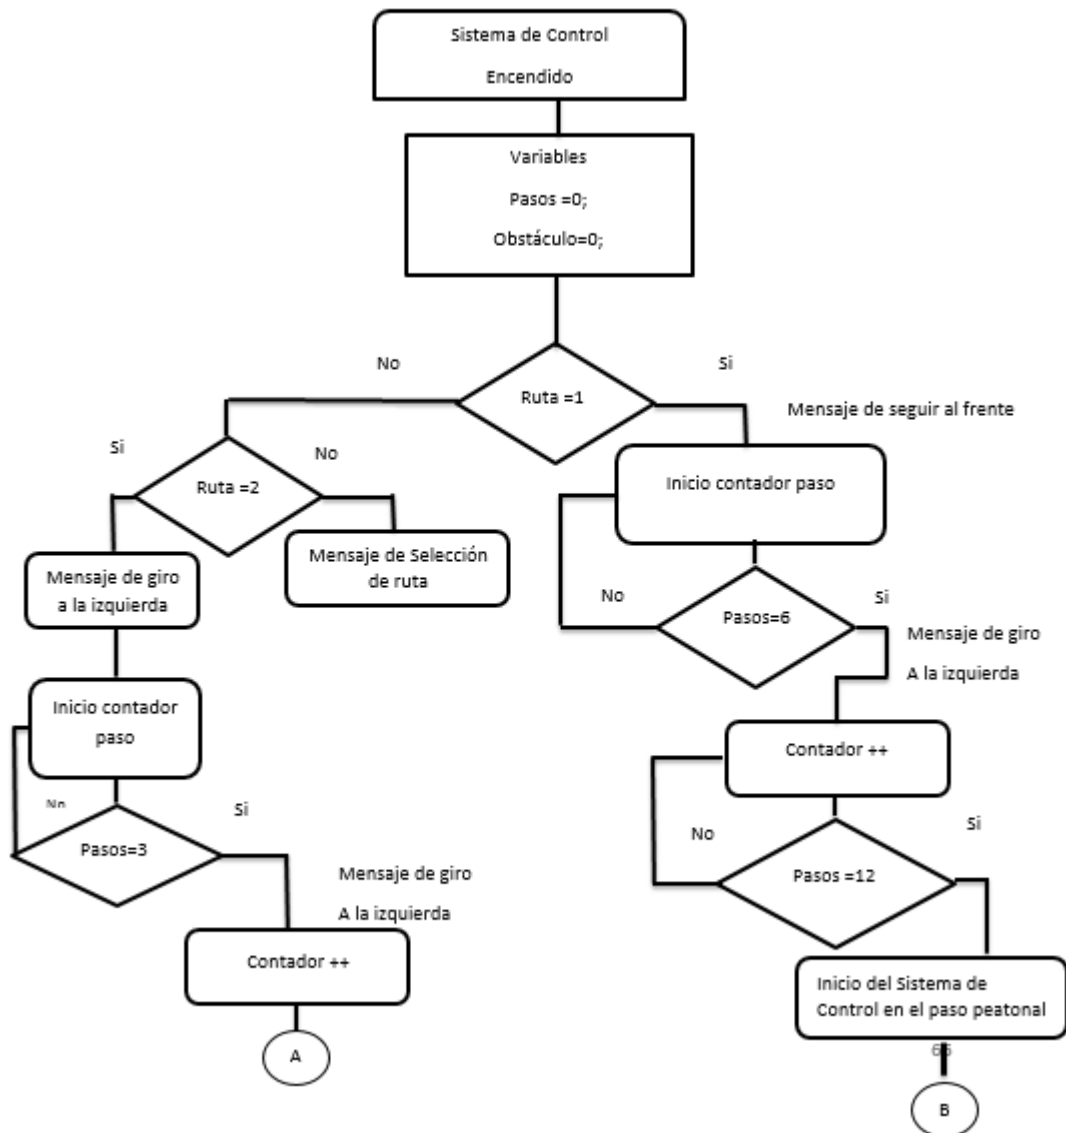 Sistema de Control
Encendido
Variables
Pasos =0;
Obstáculo=0;
No
Si
Ruta =1
Mensaje de seguir al frente
Si
No
Ruta =2
Inicio contador paso
Mensaje de Selección
de ruta
Mensaje de giro
a la izquierda
No
Si
Pasos=6
Mensaje de giro
A la izquierda
Inicio contador
paso
Contador ++
No
Si
Pasos=3
No
Si
Pasos =12
Mensaje de giro
A la izquierda
Contador ++
Inicio del Sistema de
Control en el paso peatonal
A
B